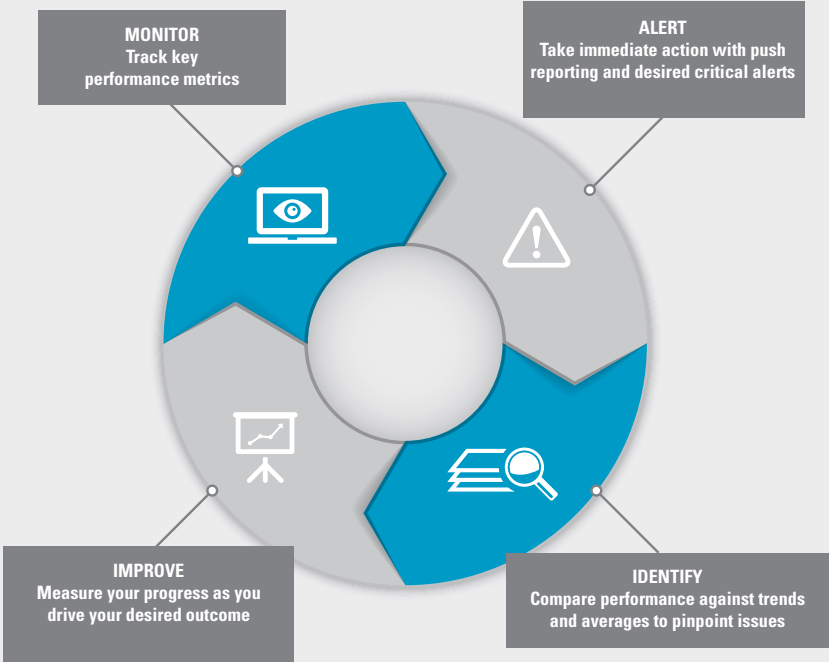 MONITOR
Track key
performance metrics
ALERT
Take immediate action with push
reporting and desired critical alerts
IMPROVE
Measure your progress as you
drive your desired outcome
IDENTIFY
Compare performance against trends
and averages to pinpoint issues